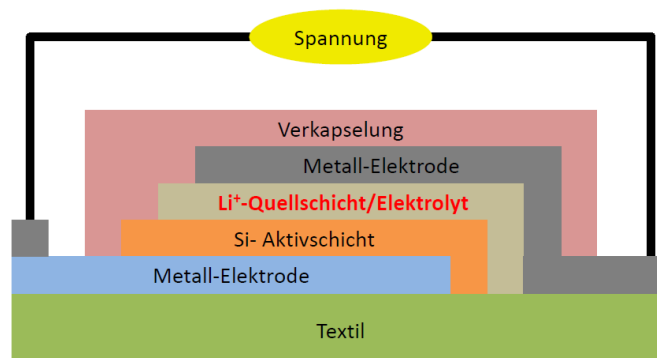 Spannung
Verkapselung
Metall-Elektrode
Li⁺-Quellschicht/Elektrolyt
Si- Aktivschicht
Metall-Elektrode
Textil